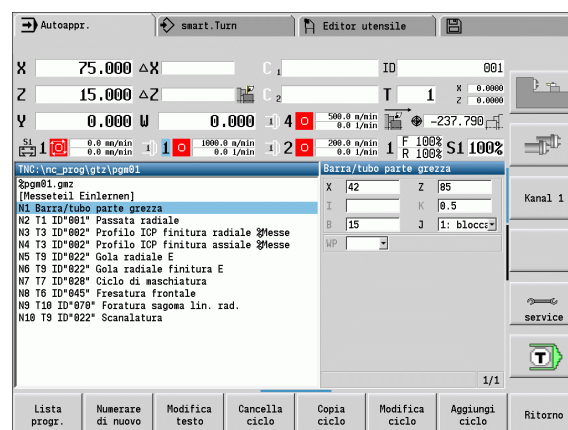 Autoappr.
smart.Turn
Editor utensile
X 75.000 △X C 1 ID 001
Z 15.000 △Z C 2 T 1 X 0.0000 Z 0.0000
Y 0.000 W 0.000 4 500.0 m/min 0.0 1/min -237.790
S1 1 0.0 mm/min 0.0 m/min 1 1000.0 m/min 0.0 1/min 2 200.0 m/min 0.0 1/min 1 F 100% R 100% S1 100%
TNC:\nc_prog\gtz\pgm01
%pgm01.gmz
[Messeteil Einlernen]
N1 Barra/tubo parte grezza
N2 T1 ID"001" Passata radiale
N3 T3 ID"002" Profilo ICP finitura radiale %Messe
N4 T3 ID"002" Profilo ICP finitura assiale %Messe
N5 T9 ID"022" Gola radiale E
N6 T9 ID"022" Gola radiale finitura E
N7 T7 ID"028" Ciclo di maschiatura
N8 T6 ID"045" Fresatura frontale
N9 T10 ID"070" Foratura sagoma lin. rad.
N10 T9 ID"022" Scanalatura
Barra/tubo parte grezza
X 42 Z 85
I K 0.5
B 15 J 1: blocca
WP
1/1
Kanal 1
service
T
Lista progr.
Numerare di nuovo
Modifica testo
Cancella ciclo
Copia ciclo
Modifica ciclo
Aggiungi ciclo
Ritorno